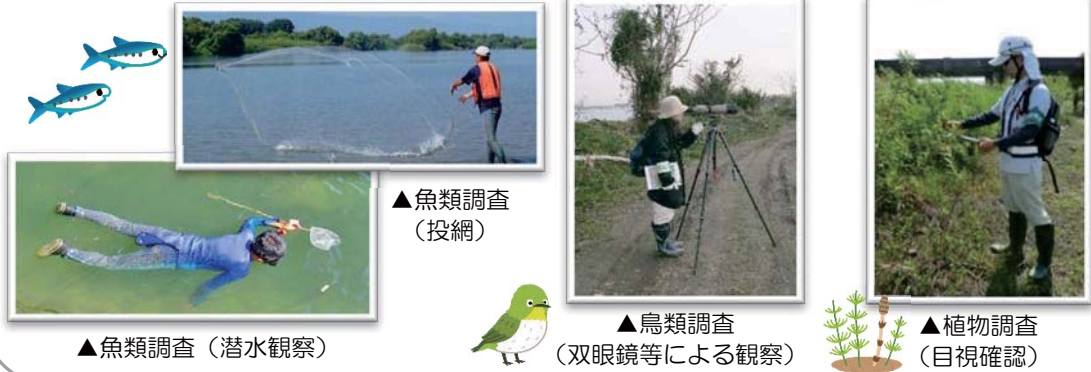 ▲魚類調査
（投網）
▲魚類調査（潜水観察）
▲鳥類調査
（双眼鏡等による観察）
▲植物調査
（目視確認）